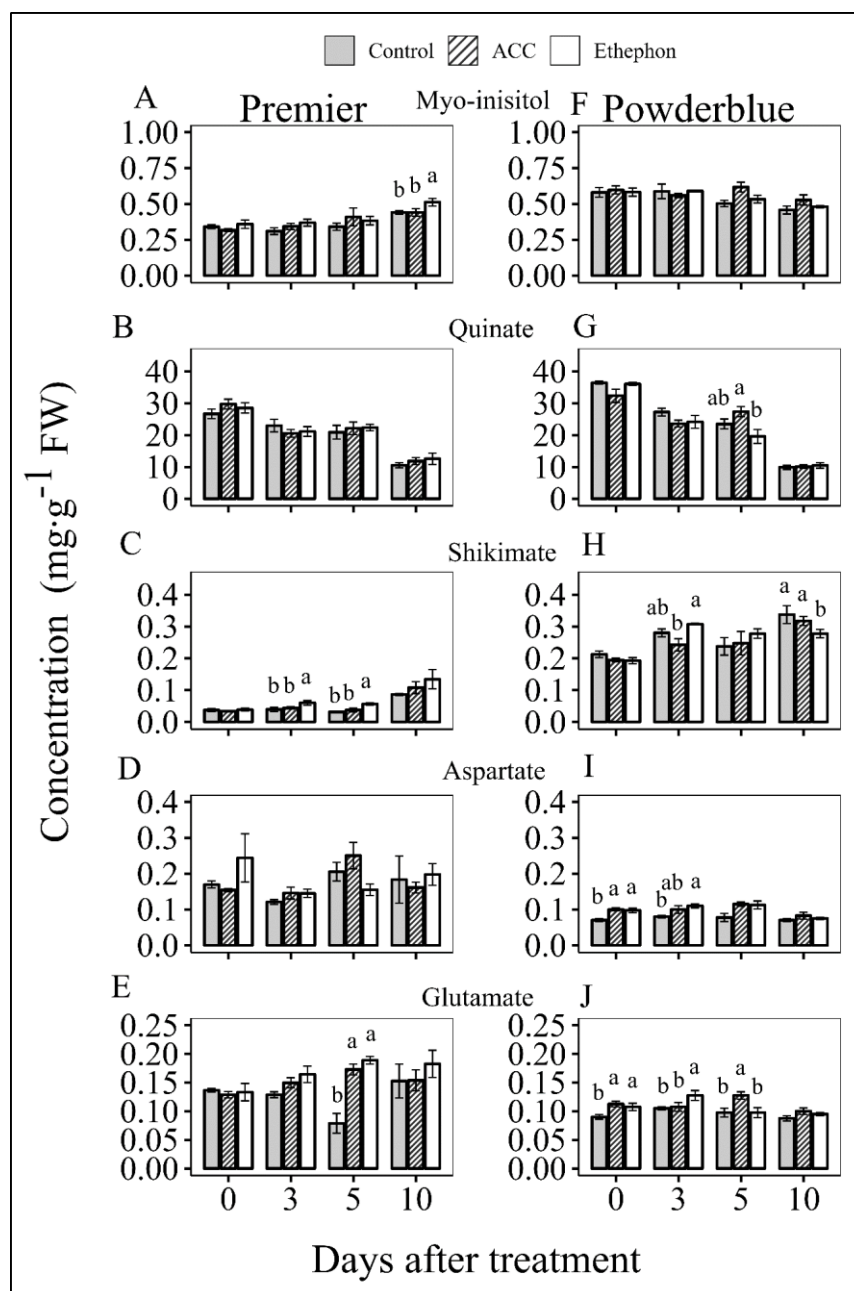 Control ACC Ethephon
A Premier Myo-inisitol F Powderblue
1.00 1.00
0.75 0.75
b b a
0.50 0.50
0.25 0.25
0.00 0.00
B Quinate G
40 40
ab a b
30 30
20 20
10 10
0 0
C Shikimate H
0.4 0.4
ab b a a a b
0.3 0.3
0.2 0.2
b b a b b a
0.1 0.1
0.0 0.0
D Aspartate I
0.4 0.4
0.3 0.3
0.2 0.2
b a a b ab a
0.1 0.1
0.0 0.0
E Glutamate J
0.25 0.25
b a a
0.20 0.20
b a a b b a b a b
0.15 0.15
0.10 0.10
0.05 0.05
0.00 0.00
0 3 5 10 0 3 5 10
Days after treatment
Concentration (mg·g⁻¹ FW)